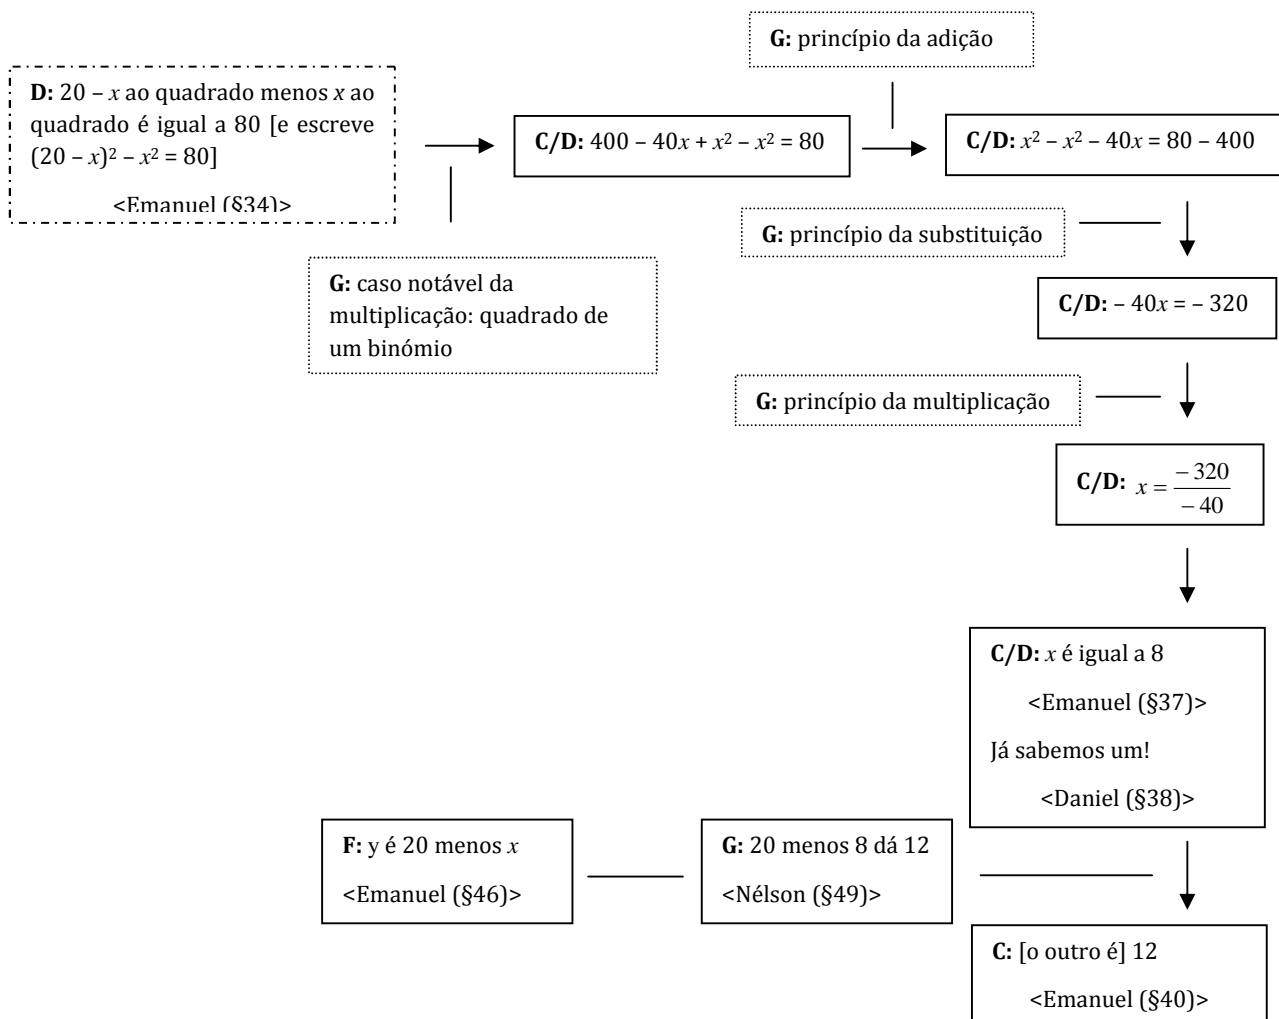 G: princípio da adição
D: 20 – x ao quadrado menos x ao
quadrado é igual a 80 [e escreve
(20 – x)² – x² = 80]
<Emanuel (§34)>
C/D: 400 – 40x + x² – x² = 80
C/D: x² – x² – 40x = 80 – 400
G: princípio da substituição
G: caso notável da
multiplicação: quadrado de
um binómio
C/D: – 40x = – 320
G: princípio da multiplicação
C/D: x = \frac{– 320}{– 40}
C/D: x é igual a 8
<Emanuel (§37)>
Já sabemos um!
<Daniel (§38)>
F: y é 20 menos x
<Emanuel (§46)>
G: 20 menos 8 dá 12
<Nélson (§49)>
C: [o outro é] 12
<Emanuel (§40)>